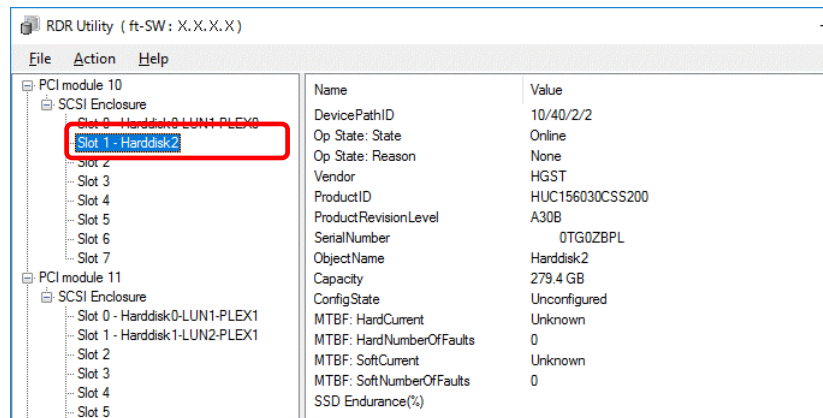 RDR Utility ( ft-SW : X.X.X.X )
File Action Help
PCI module 10
SCSI Enclosure
Slot 0 - Harddisk0-LUN1-PLEX0
Slot 1 - Harddisk2
Slot 2
Slot 3
Slot 4
Slot 5
Slot 6
Slot 7
PCI module 11
SCSI Enclosure
Slot 0 - Harddisk0-LUN1-PLEX1
Slot 1 - Harddisk1-LUN2-PLEX1
Slot 2
Slot 3
Slot 4
Slot 5
Name Value
DevicePathID 10/40/2/2
Op State: State Online
Op State: Reason None
Vendor HGST
ProductID HUC156030CSS200
ProductRevisionLevel A30B
SerialNumber 0TG0ZBPL
ObjectName Harddisk2
Capacity 279.4 GB
ConfigState Unconfigured
MTBF: HardCurrent Unknown
MTBF: HardNumberOfFaults 0
MTBF: SoftCurrent Unknown
MTBF: SoftNumberOfFaults 0
SSD Endurance(%)